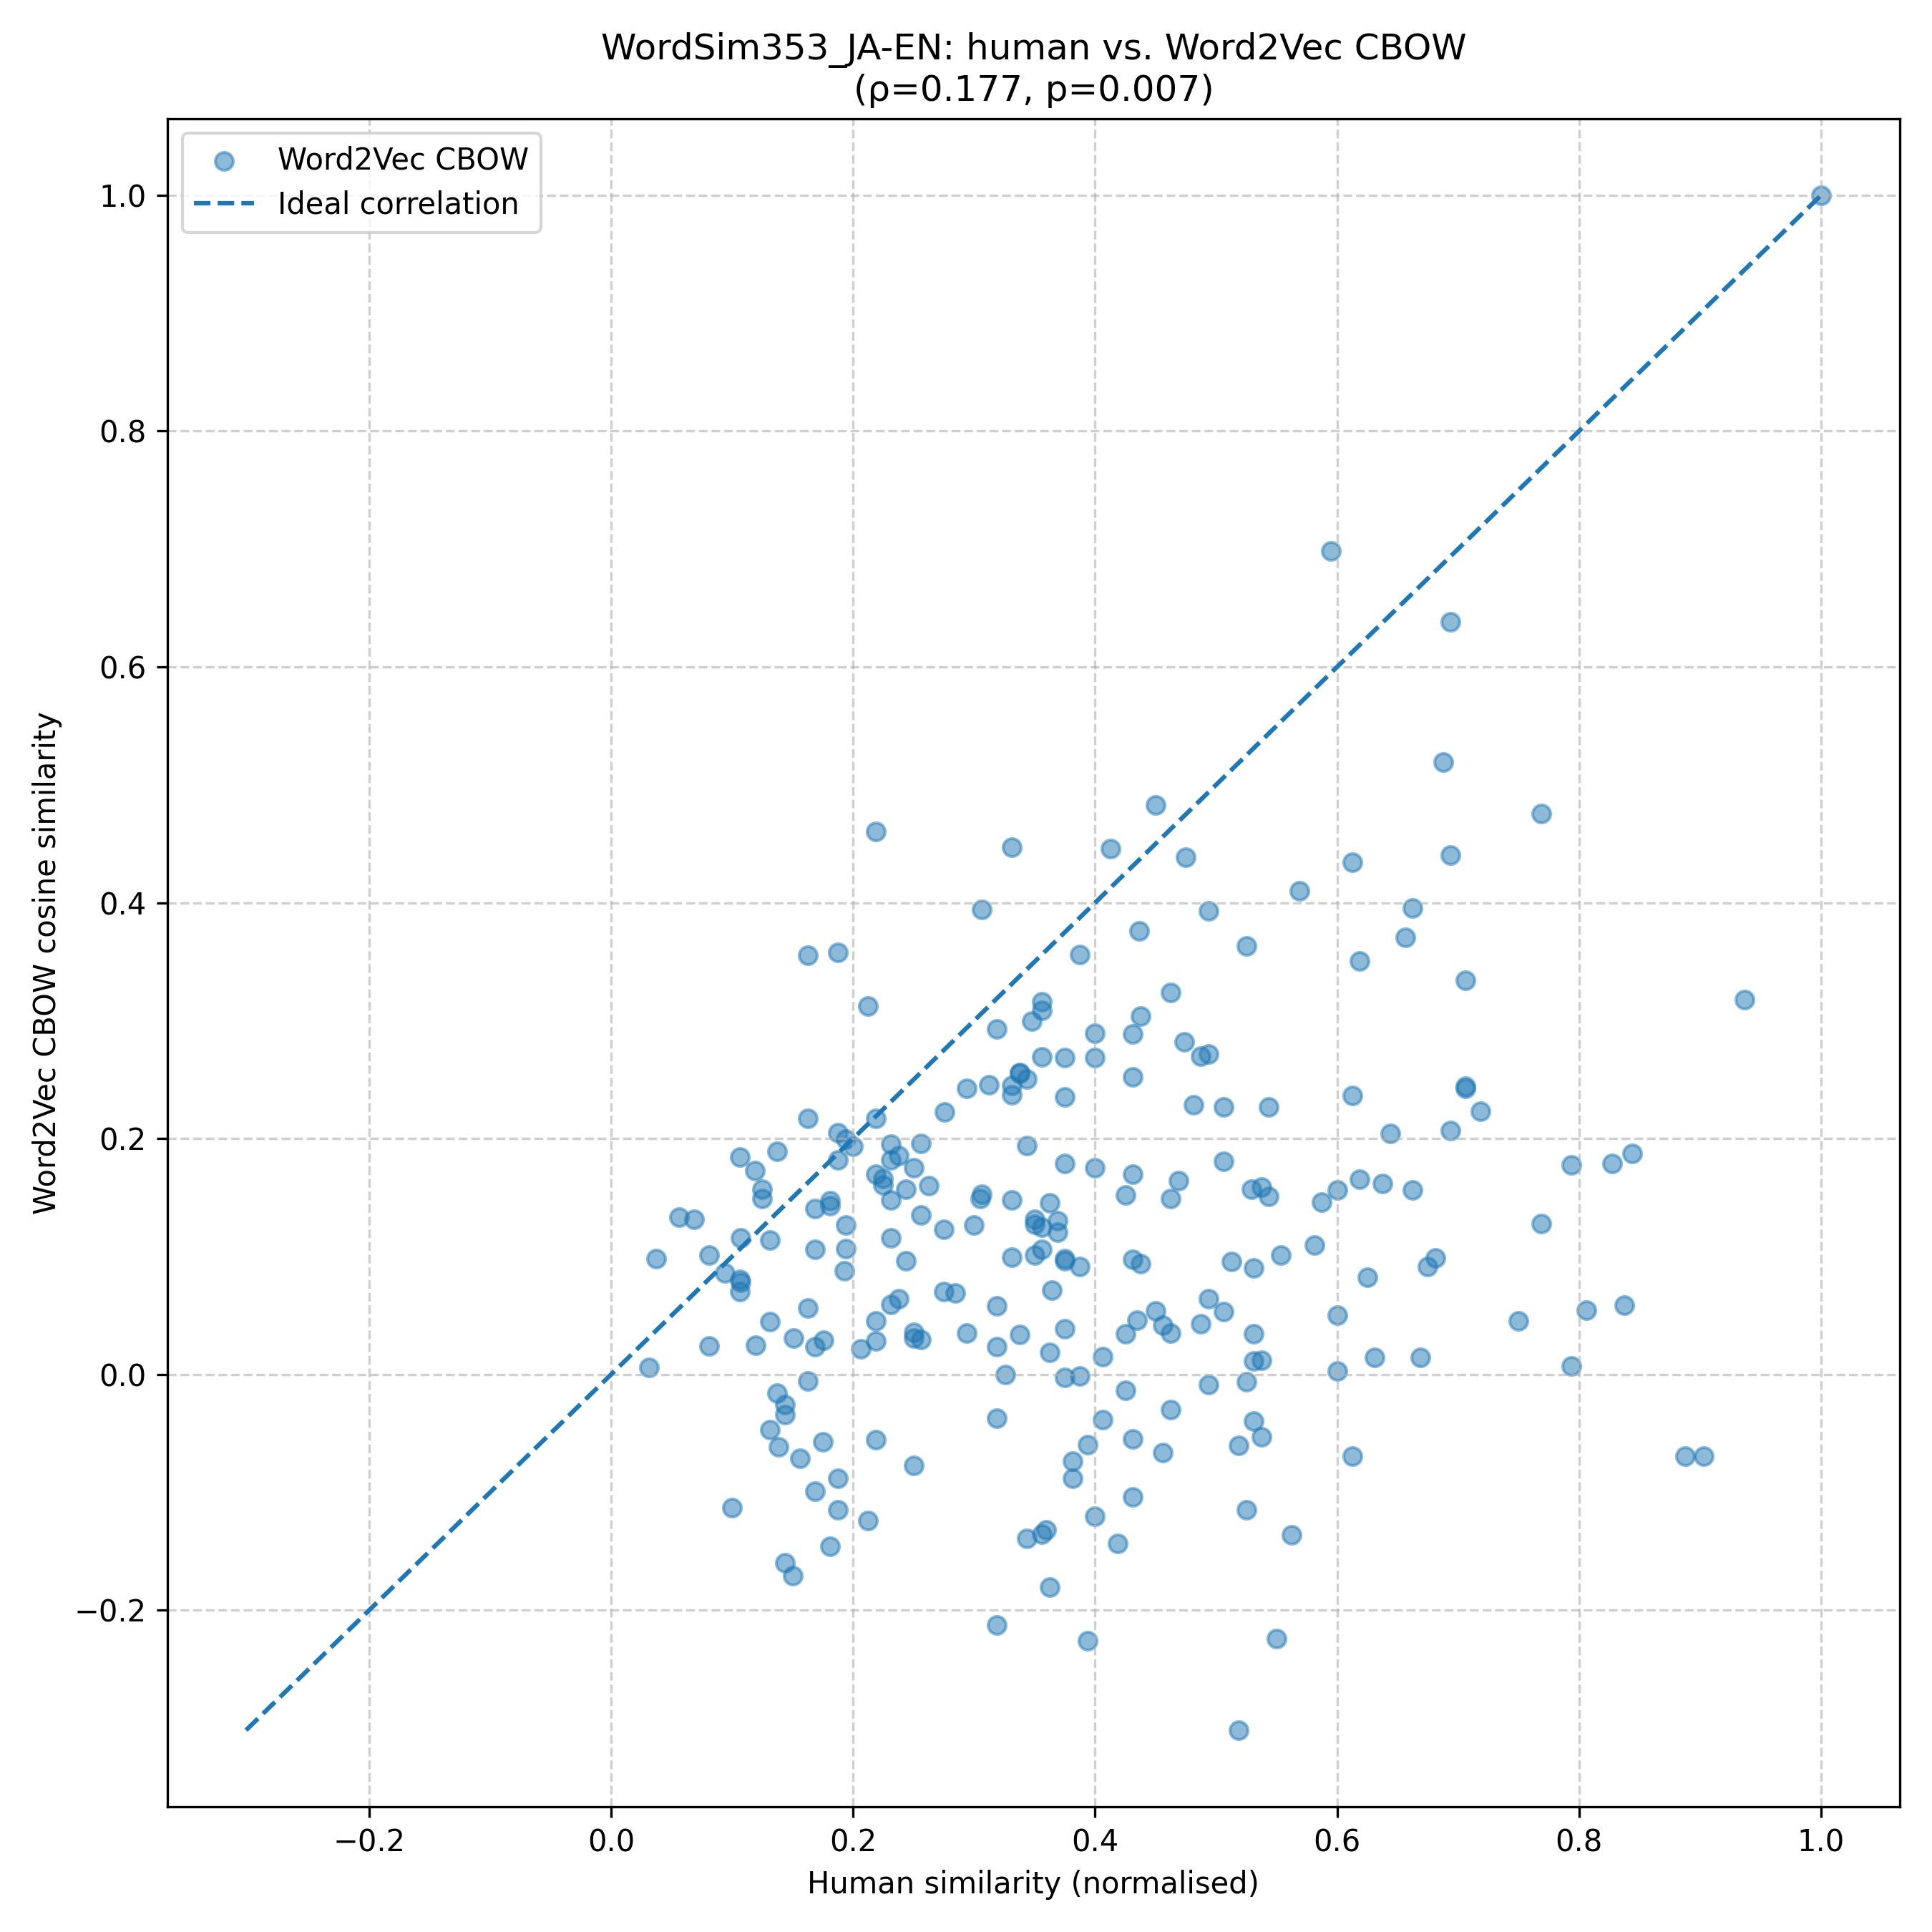 WordSim353_JA-EN: human vs. Word2Vec CBOW
(ρ=0.177, p=0.007)
Word2Vec CBOW
Ideal correlation
1.0
0.8
0.6
0.4
0.2
0.0
−0.2
Word2Vec CBOW cosine similarity
−0.2
0.0
0.2
0.4
0.6
0.8
1.0
Human similarity (normalised)